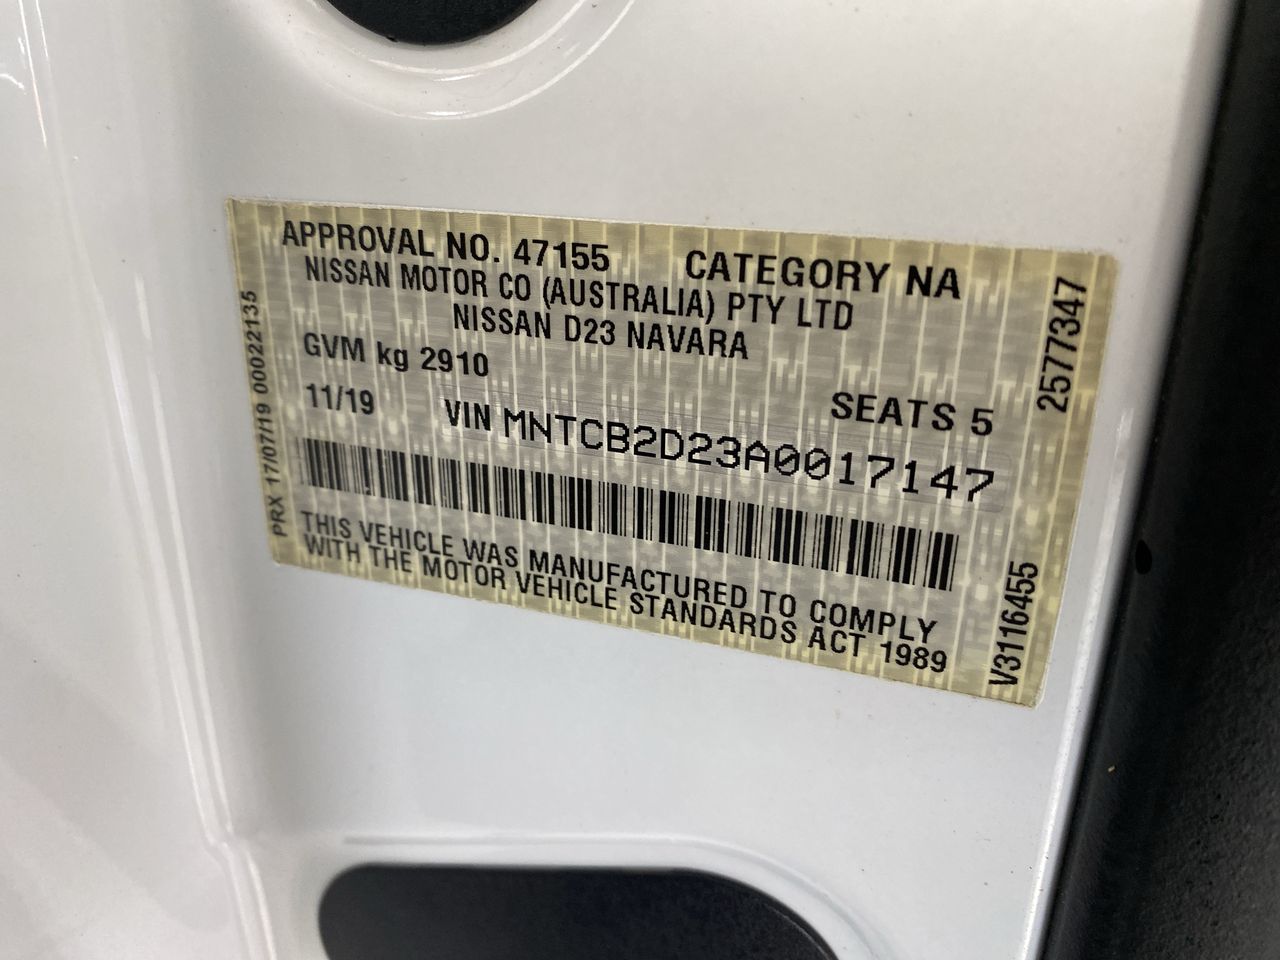 APPROVAL NO. 47155 CATEGORY NA
NISSAN MOTOR CO (AUSTRALIA) PTY LTD
NISSAN D23 NAVARA
GVM kg 2910
SEATS 5
11/19 VIN MNTCB2D23A0017147
THIS VEHICLE WAS MANUFACTURED TO COMPLY
WITH THE MOTOR VEHICLE STANDARDS ACT 1989
PRX 17/07/19 000022135
2577347
V3116455